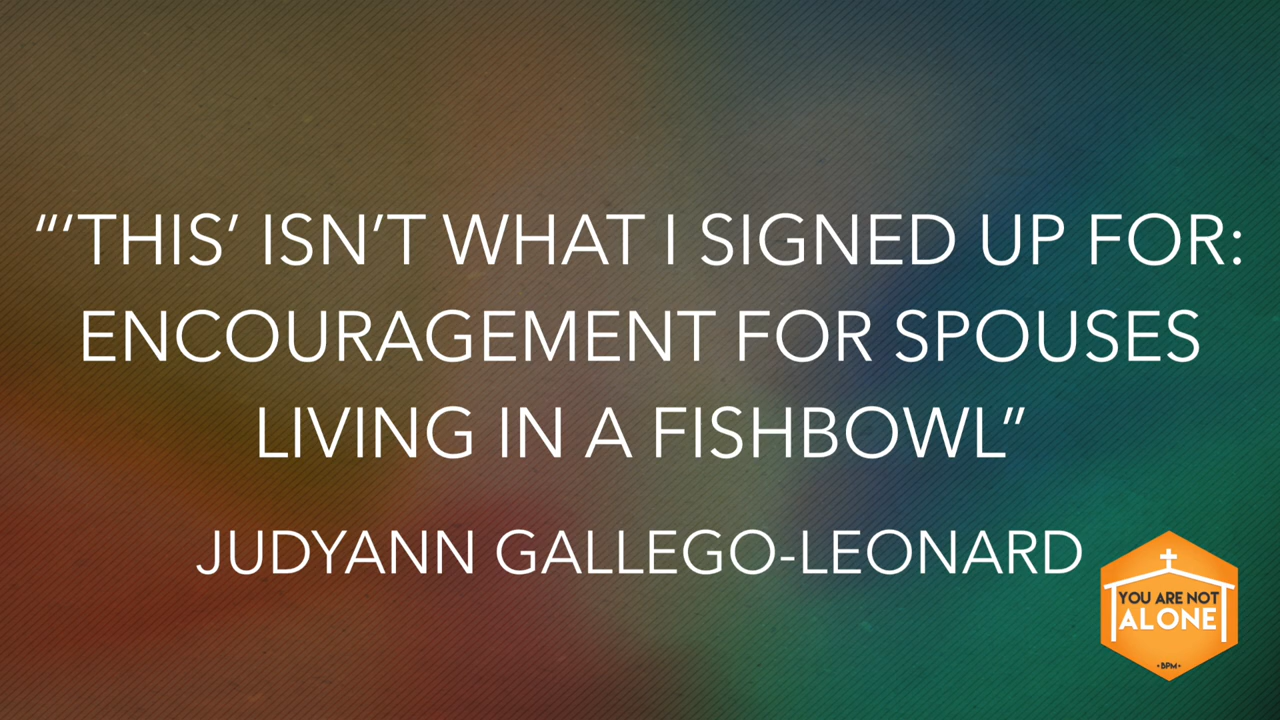 “‘THIS’ ISN’T WHAT I SIGNED UP FOR:
ENCOURAGEMENT FOR SPOUSES
LIVING IN A FISHBOWL”
JUDYANN GALLEGO-LEONARD
YOU ARE NOT
ALONE
•BPM•